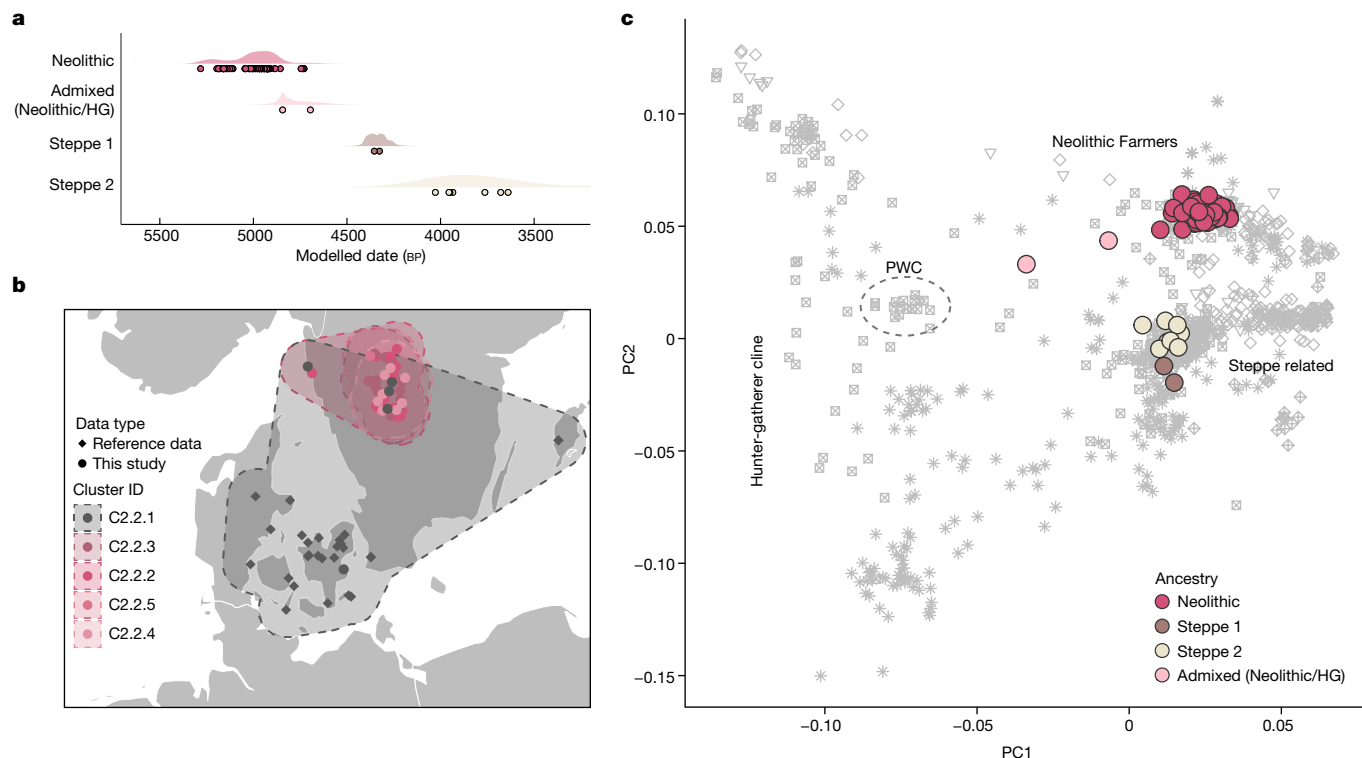 a
Neolithic
Admixed
(Neolithic/HG)
Steppe 1
Steppe 2
5500
5000
4500
4000
3500
Modelled date (BP)
b
Data type
Reference data
This study
Cluster ID
C2.2.1
C2.2.3
C2.2.2
C2.2.5
C2.2.4
c
0.10
0.05
0
−0.05
−0.10
−0.15
PC2
Neolithic Farmers
PWC
Hunter-gatherer cline
Steppe related
Ancestry
Neolithic
Steppe 1
Steppe 2
Admixed (Neolithic/HG)
−0.10
−0.05
0
0.05
PC1